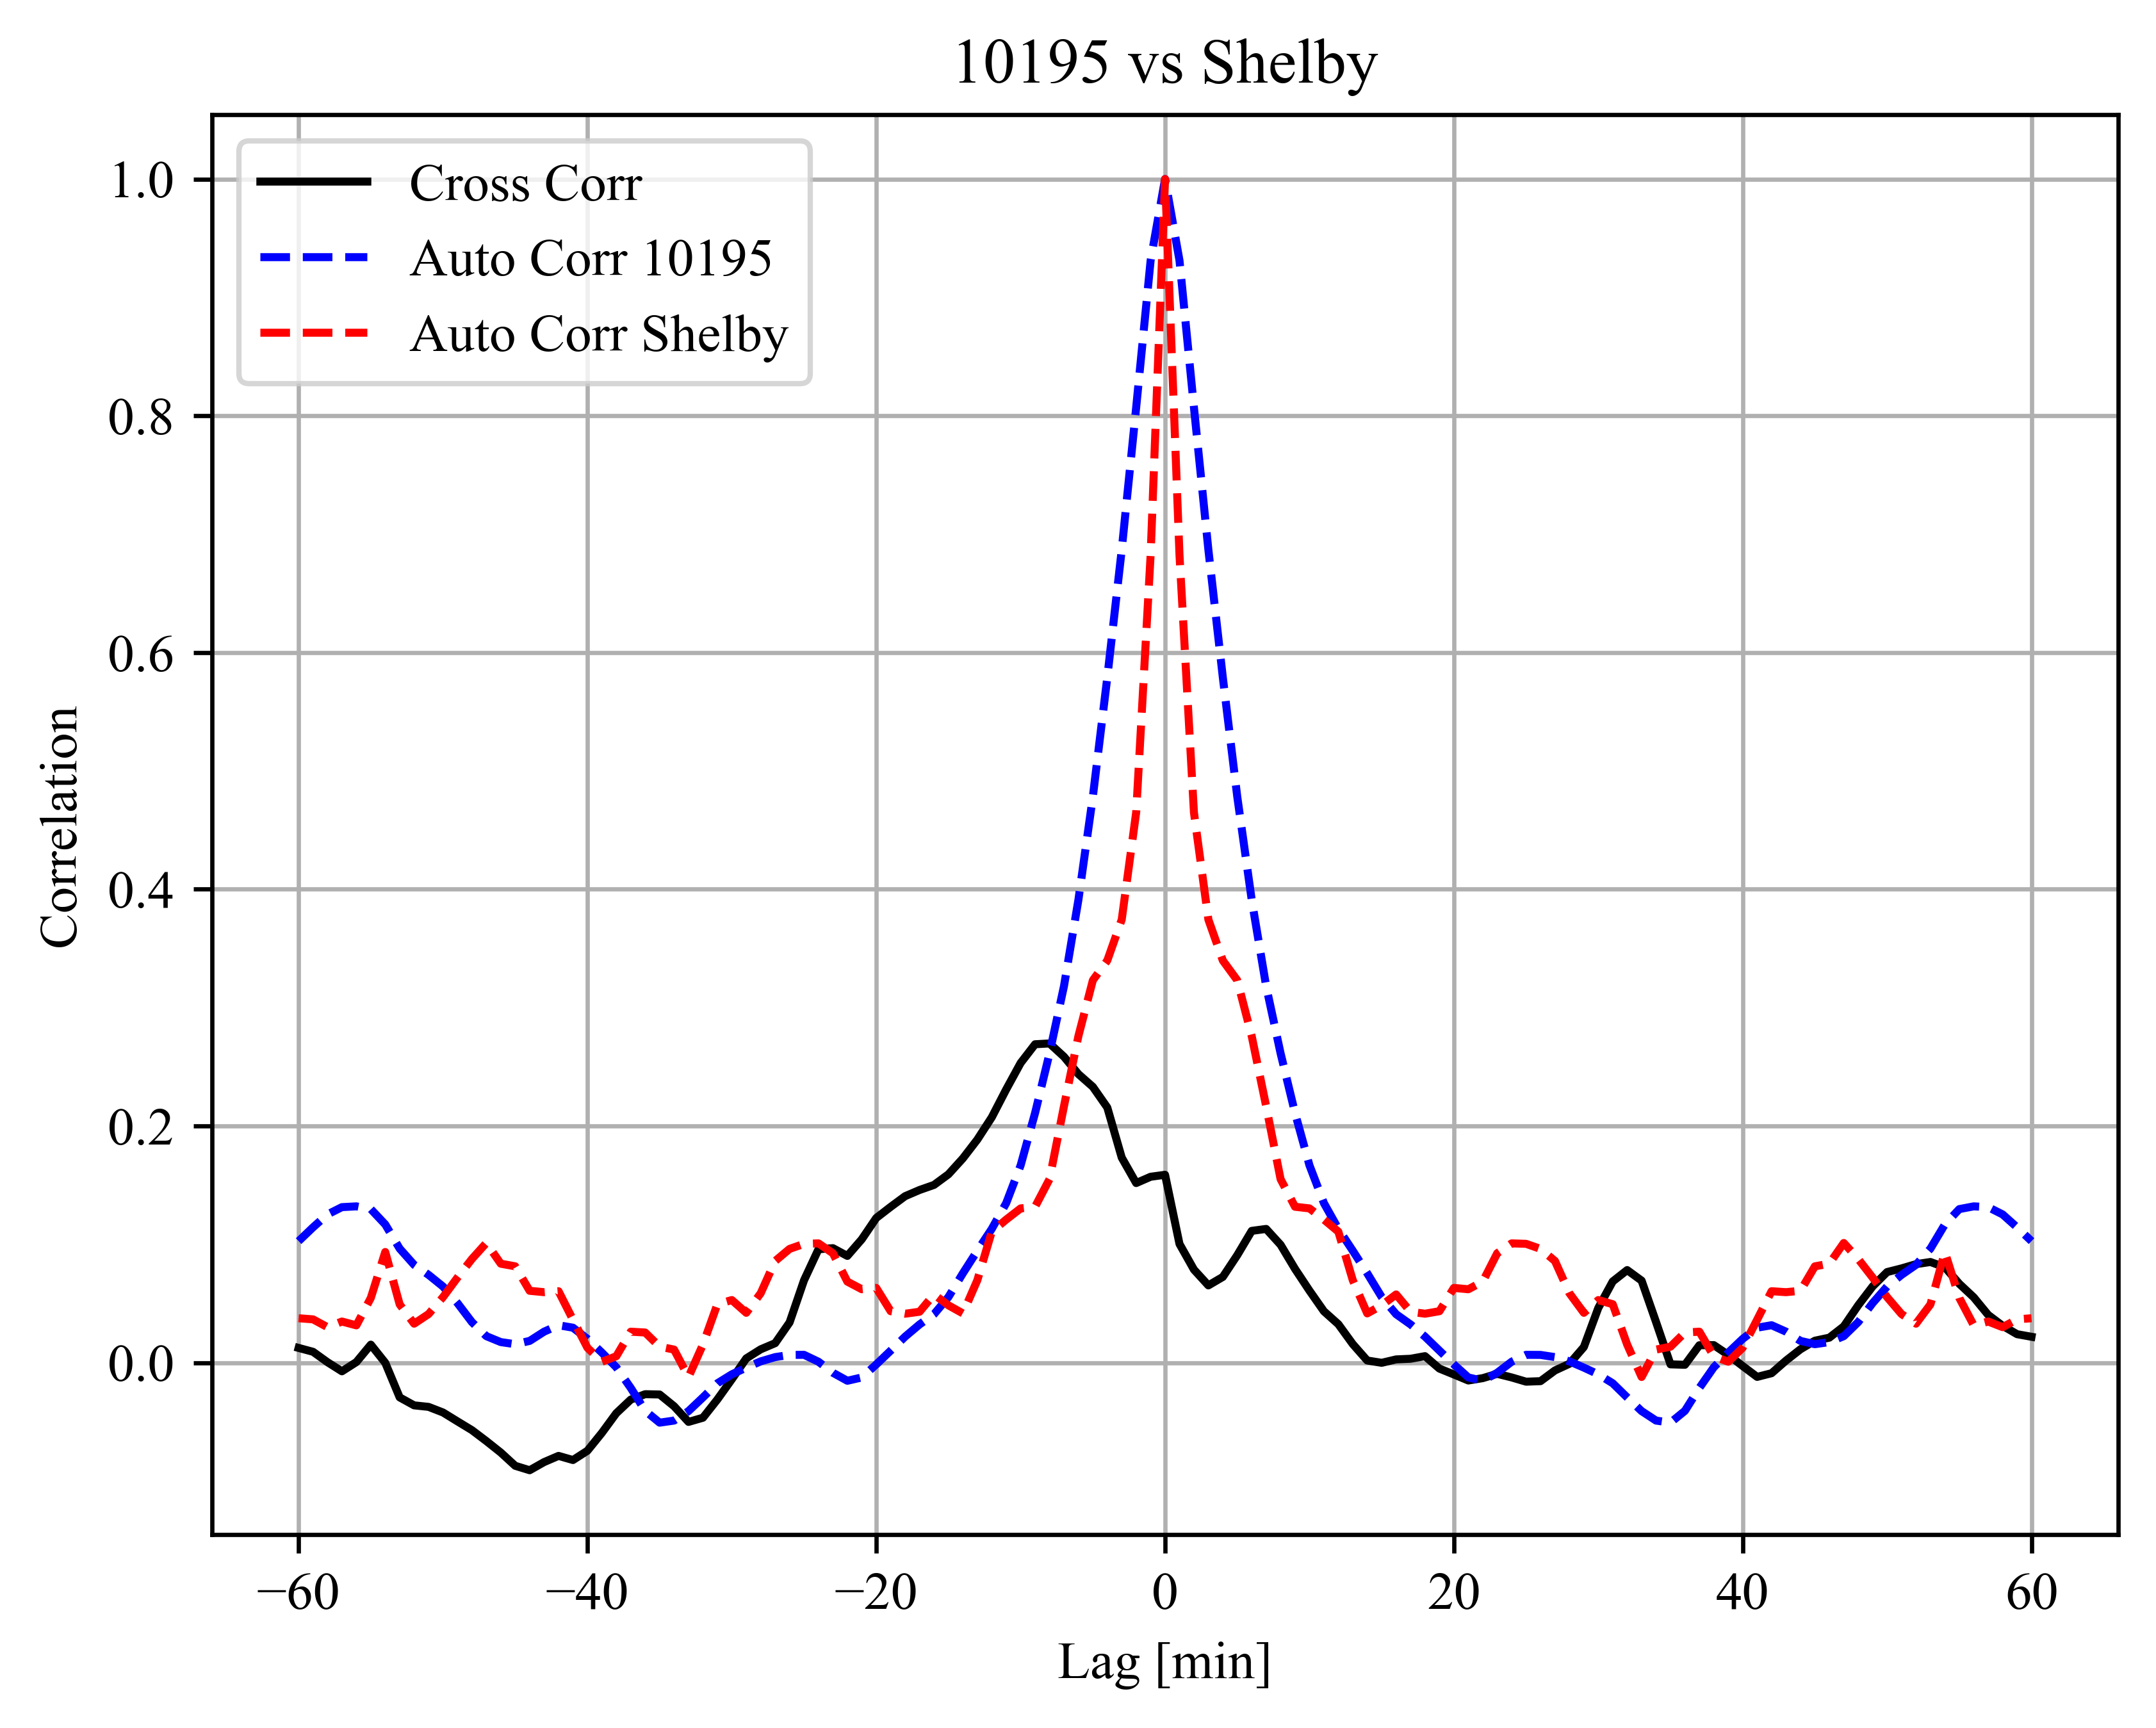 10195 vs Shelby
Cross Corr
Auto Corr 10195
Auto Corr Shelby
1.0
0.8
0.6
0.4
0.2
0.0
Correlation
−60 −40 −20 0 20 40 60
Lag [min]